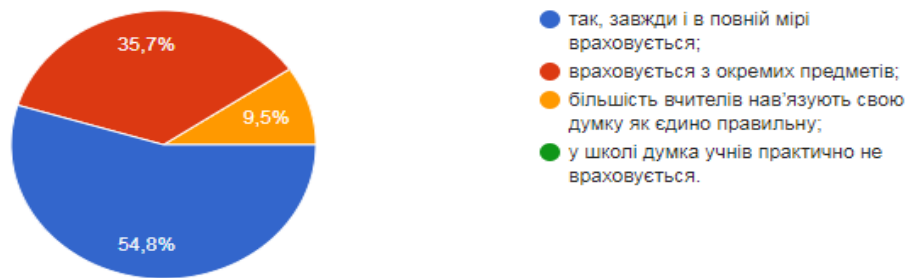 35,7%
9,5%
54,8%
так, завжди і в повній мірі
враховується;
враховується з окремих предметів;
більшість вчителів нав’язують свою
думку як єдино правильну;
у школі думка учнів практично не
враховується.